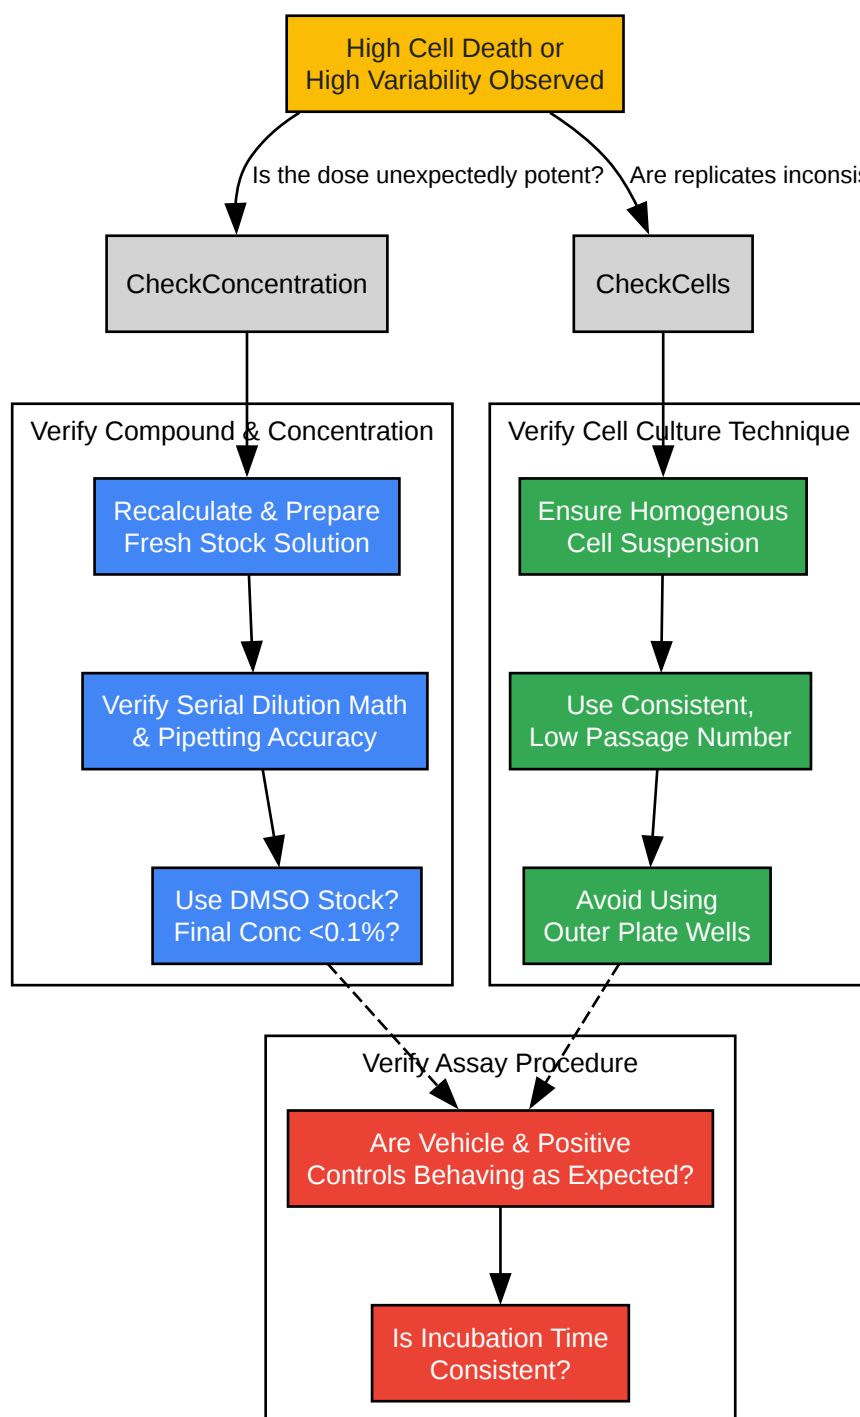 High Cell Death or
High Variability Observed
Is the dose unexpectedly potent?
Are replicates
CheckConcentration
CheckCells
Verify Compound & Concentration
Verify Cell Culture Technique
Recalculate & Prepare
Fresh Stock Solution
Ensure Homogenous
Cell Suspension
Verify Serial Dilution Math
& Pipetting Accuracy
Use Consistent,
Low Passage Number
Use DMSO Stock?
Final Conc <0.1%?
Avoid Using
Outer Plate Wells
Verify Assay Procedure
Are Vehicle & Positive
Controls Behaving as Expected?
Is Incubation Time
Consistent?